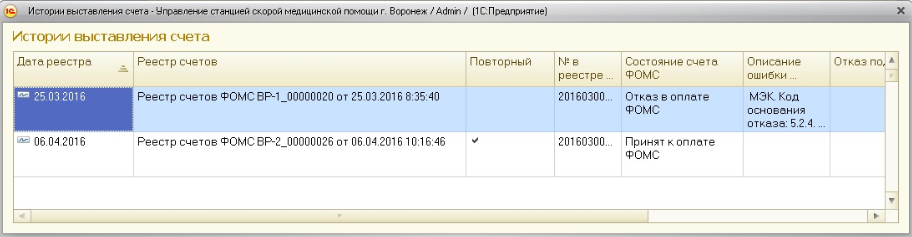 Истории выставления счета - Управление станцией скорой медицинской помощи г. Воронеж / Admin / (1С:Предприятие)
Истории выставления счета
Дата реестра Реестр счетов Повторный № в реестре ... Состояние счета ФОМС Описание ошибки ... Отказ под
25.03.2016 Реестр счетов ФОМС ВР-1_00000020 от 25.03.2016 8:35:40 20160300... Отказ в оплате ФОМС МЭК. Код основания отказа: 5.2.4. ...
06.04.2016 Реестр счетов ФОМС ВР-2_00000026 от 06.04.2016 10:16:46 ✔ 20160300... Принят к оплате ФОМС